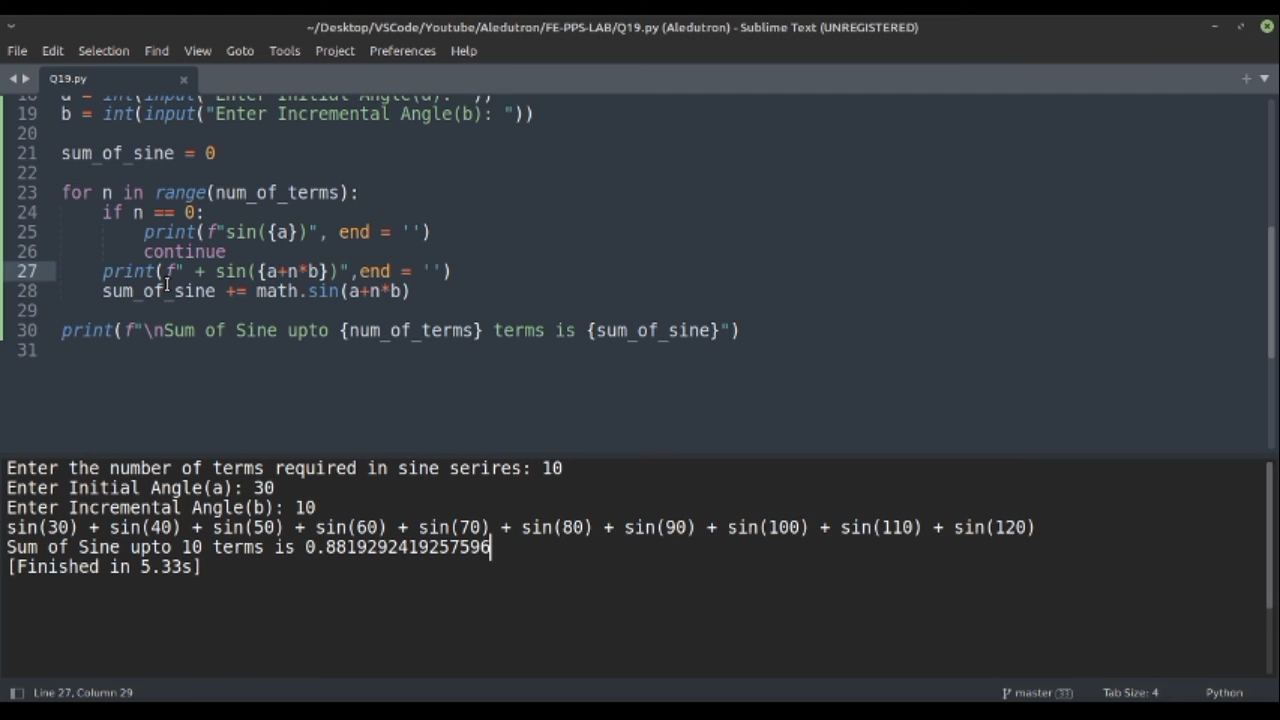 ~/Desktop/VSCode/Youtube/Aledutron/FE-PPS-LAB/Q19.py (Aledutron) - Sublime Text (UNREGISTERED)
File Edit Selection Find View Goto Tools Project Preferences Help
Q19.py
18 a = int(input("Enter Initial Angle(a): "))
19 b = int(input("Enter Incremental Angle(b): "))
20
21 sum_of_sine = 0
22
23 for n in range(num_of_terms):
24 if n == 0:
25 print(f"sin({a})", end = '')
26 continue
27 print(f" + sin({a+n*b})",end = '')
28 sum_of_sine += math.sin(a+n*b)
29
30 print(f"\nSum of Sine upto {num_of_terms} terms is {sum_of_sine}")
31
Enter the number of terms required in sine serires: 10
Enter Initial Angle(a): 30
Enter Incremental Angle(b): 10
sin(30) + sin(40) + sin(50) + sin(60) + sin(70) + sin(80) + sin(90) + sin(100) + sin(110) + sin(120)
Sum of Sine upto 10 terms is 0.8819292419257596
[Finished in 5.33s]
Line 27, Column 29 master 33 Tab Size: 4 Python